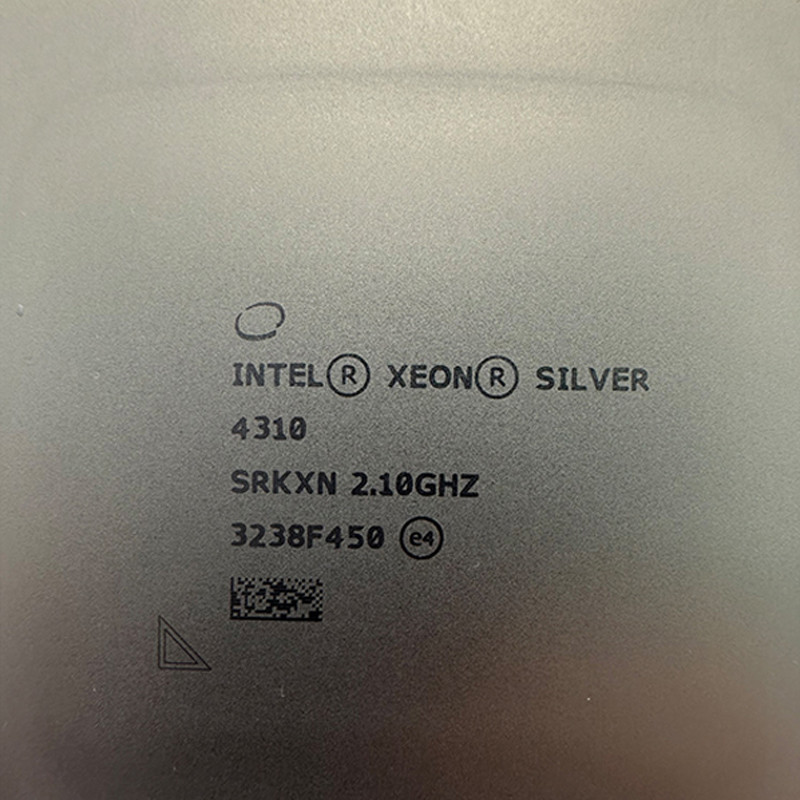 INTEL® XEON® SILVER
4310
SRKXN 2.10GHZ
3238F450 e4